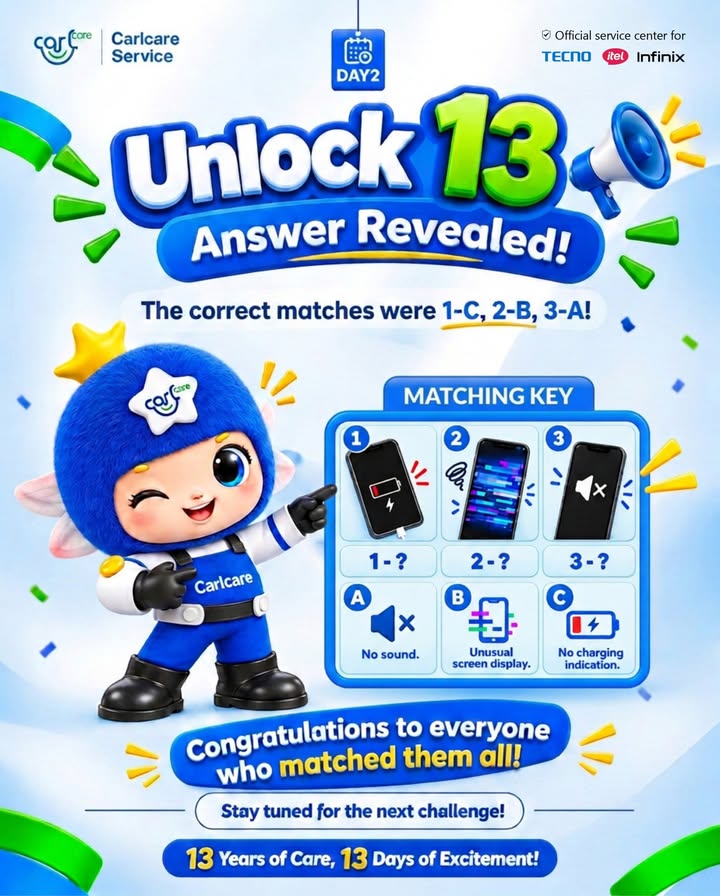 carlcare
Carlcare
Service
DAY2
Official service center for
TECNO itel Infinix
Unlock 13
Answer Revealed!
The correct matches were 1-C, 2-B, 3-A!
carlcare
Carlcare
MATCHING KEY
1 2 3
1-? 2-? 3-?
A B C
No sound.
Unusual
screen display.
No charging
indication.
Congratulations to everyone
who matched them all!
Stay tuned for the next challenge!
13 Years of Care, 13 Days of Excitement!